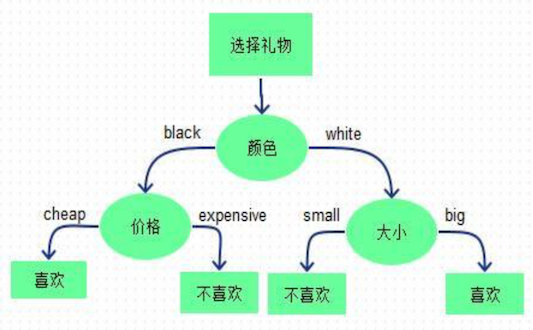 选择礼物
black
white
颜色
cheap
价格
expensive
small
大小
big
喜欢
不喜欢
不喜欢
喜欢